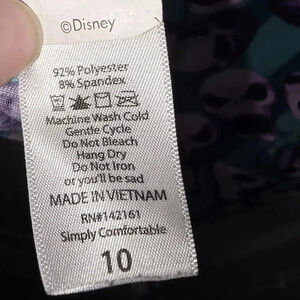 ©Disney
92% Polyester
8% Spandex
Machine Wash Cold
Gentle Cycle
Do Not Bleach
Hang Dry
Do Not Iron
or you'll be sad
MADE IN VIETNAM
RN#142161
Simply Comfortable
10